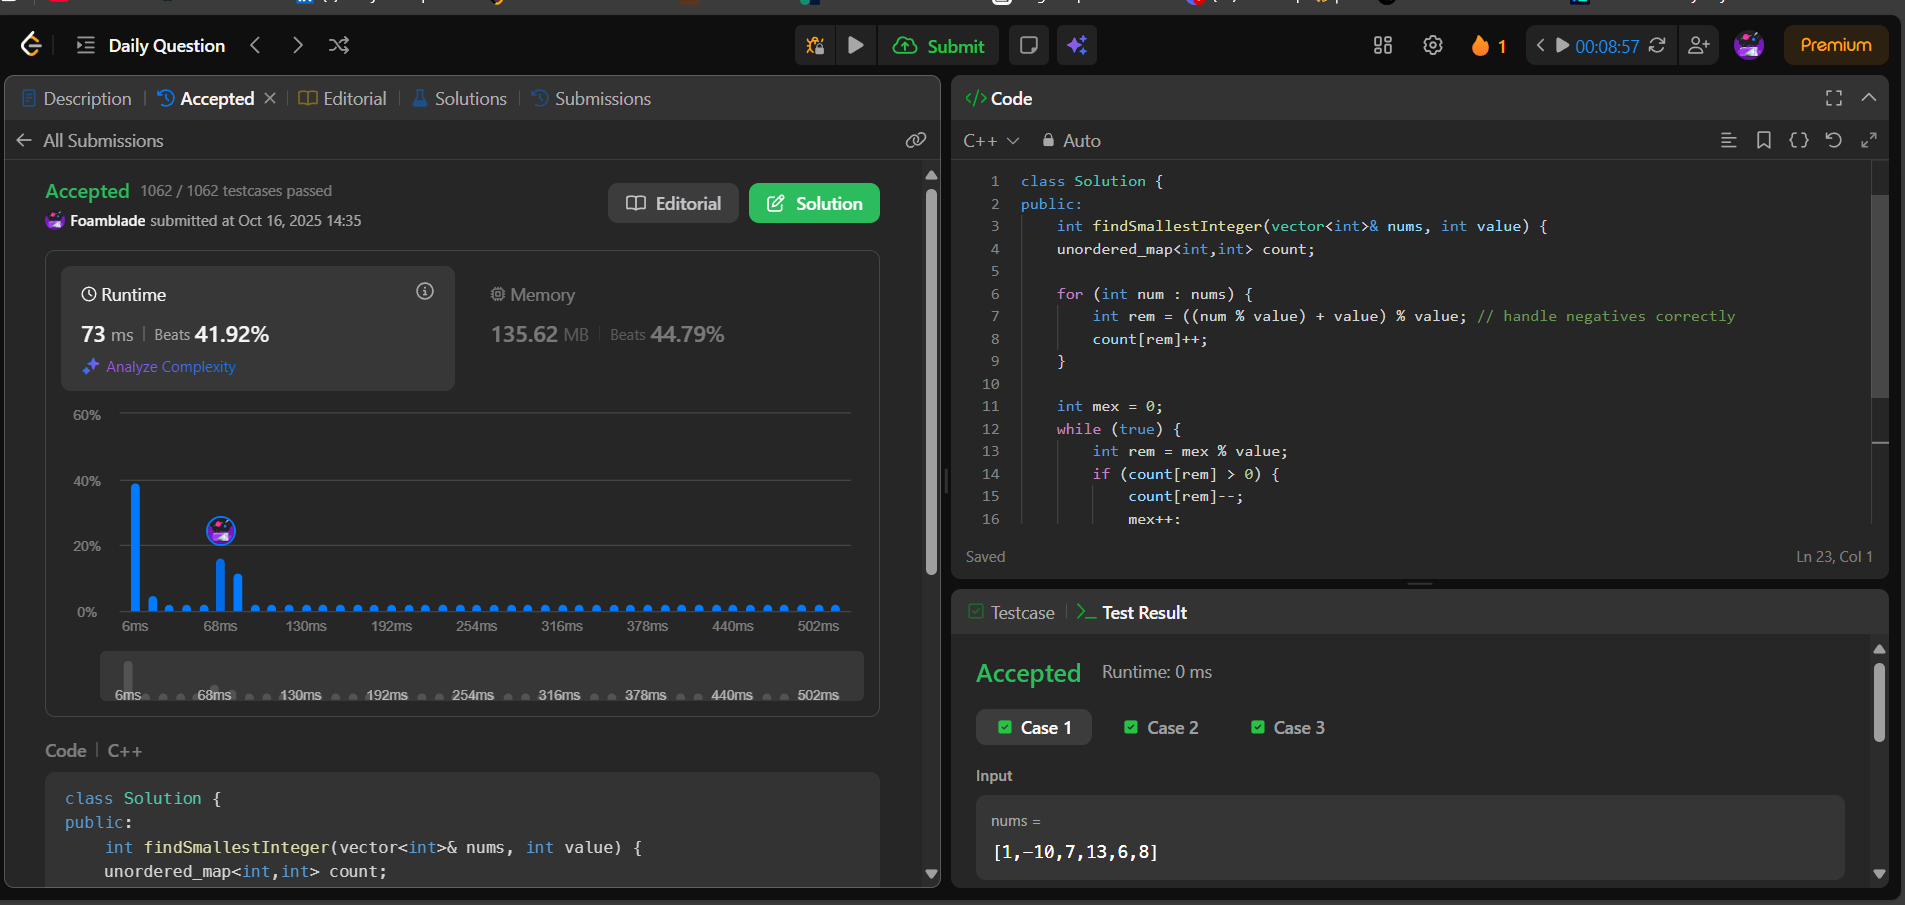 Daily Question
Submit
1
00:08:57
Premium
Description
Accepted
Editorial
Solutions
Submissions
All Submissions
Accepted 1062 / 1062 testcases passed
Foamblade submitted at Oct 16, 2025 14:35
Editorial
Solution
Runtime
73 ms Beats 41.92%
Analyze Complexity
Memory
135.62 MB Beats 44.79%
60%
40%
20%
0%
6ms 68ms 130ms 192ms 254ms 316ms 378ms 440ms 502ms
6ms 68ms 130ms 192ms 254ms 316ms 378ms 440ms 502ms
Code C++
class Solution {
public:
int findSmallestInteger(vector<int>& nums, int value) {
unordered_map<int,int> count;
</> Code
C++ Auto
1 class Solution {
2 public:
3 int findSmallestInteger(vector<int>& nums, int value) {
4 unordered_map<int,int> count;
5
6 for (int num : nums) {
7 int rem = ((num % value) + value) % value; // handle negatives correctly
8 count[rem]++;
9 }
10
11 int mex = 0;
12 while (true) {
13 int rem = mex % value;
14 if (count[rem] > 0) {
15 count[rem]--;
16 mex++;
Saved
Ln 23, Col 1
Testcase
Test Result
Accepted Runtime: 0 ms
Case 1
Case 2
Case 3
Input
nums =
[1,-10,7,13,6,8]